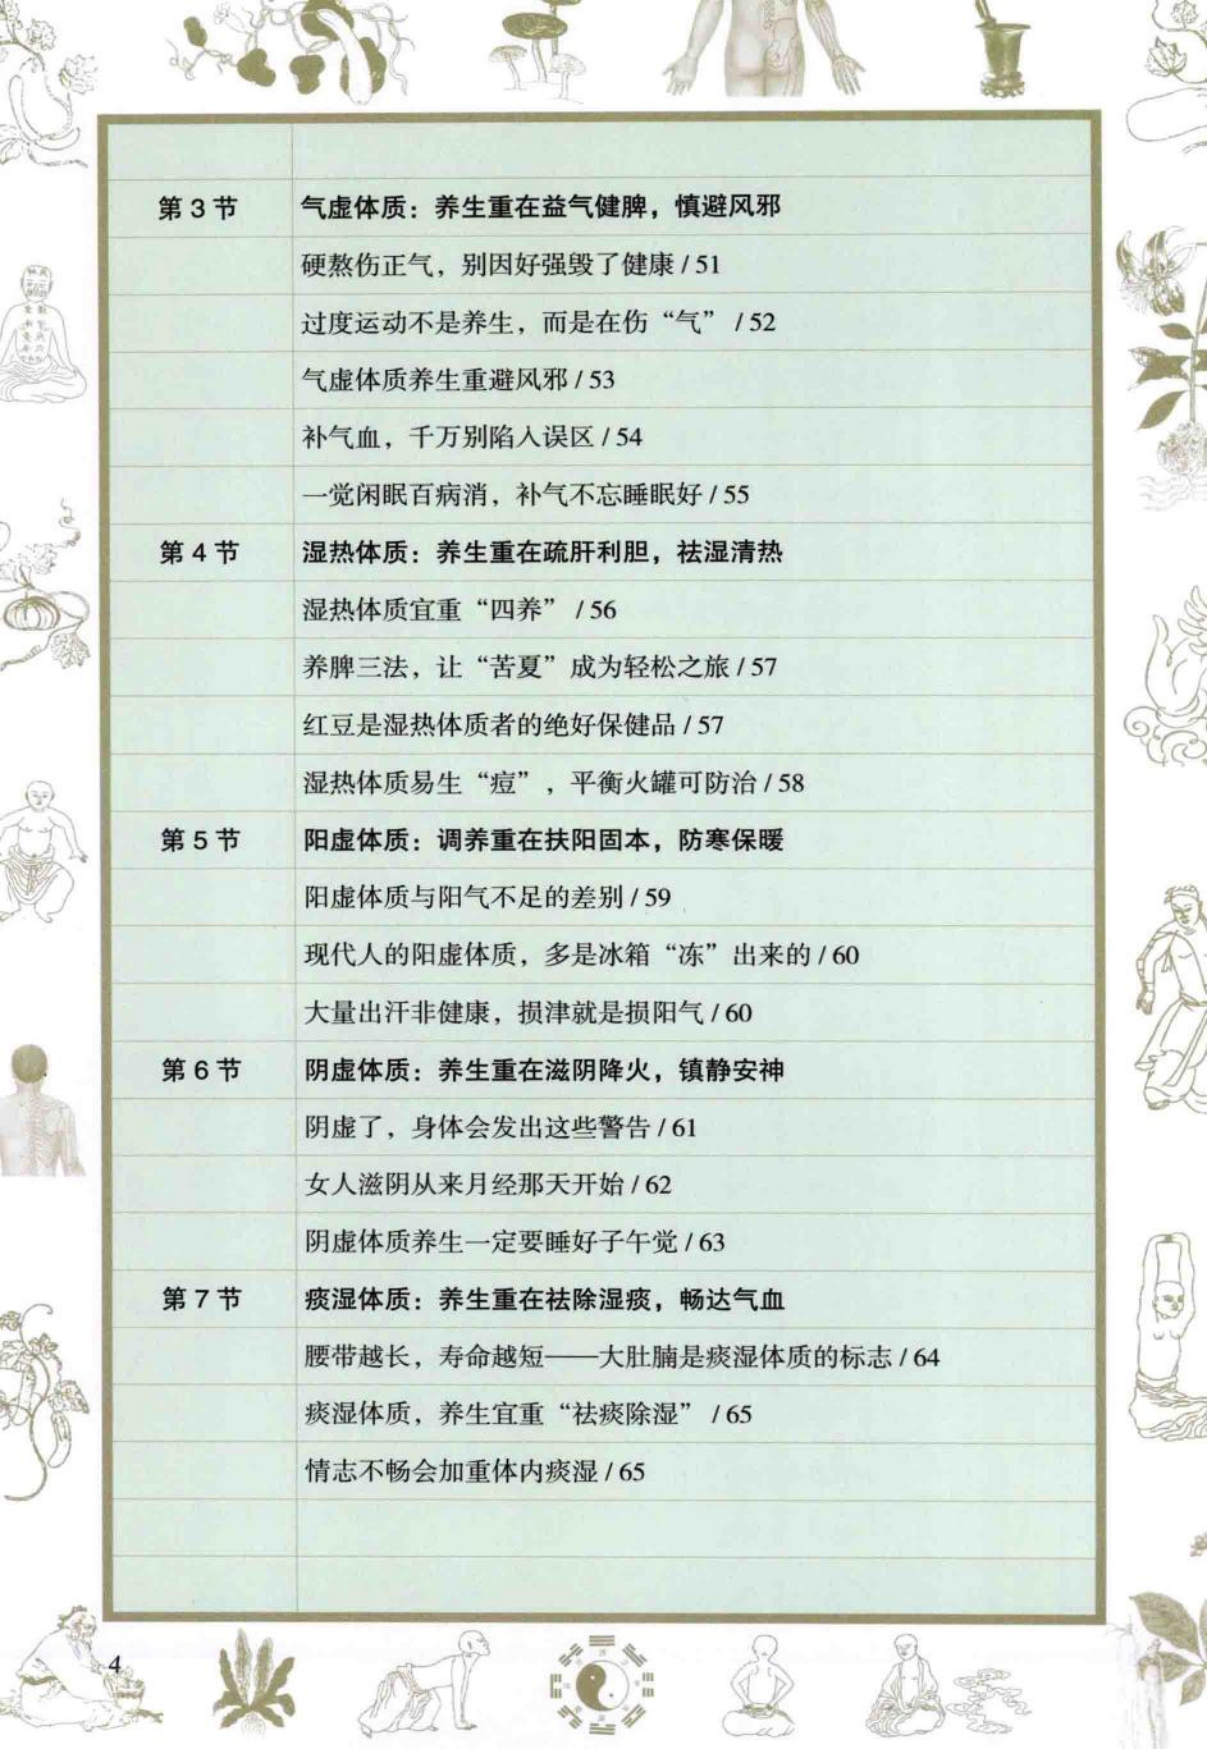 第3节 气虚体质：养生重在益气健脾，慎避风邪
硬熬伤正气，别因好强毁了健康 / 51
过度运动不是养生，而是在伤“气” / 52
气虚体质养生重避风邪 / 53
补气血，千万别陷入误区 / 54
一觉闲眠百病消，补气不忘睡眠好 / 55
第4节 湿热体质：养生重在疏肝利胆，祛湿清热
湿热体质宜重“四养” / 56
养脾三法，让“苦夏”成为轻松之旅 / 57
红豆是湿热体质者的绝好保健品 / 57
湿热体质易生“痘”，平衡火罐可防治 / 58
第5节 阳虚体质：调养重在扶阳固本，防寒保暖
阳虚体质与阳气不足的差别 / 59
现代人的阳虚体质，多是冰箱“冻”出来的 / 60
大量出汗非健康，损津就是损阳气 / 60
第6节 阴虚体质：养生重在滋阴降火，镇静安神
阴虚了，身体会发出这些警告 / 61
女人滋阴从来月经那天开始 / 62
阴虚体质养生一定要睡好子午觉 / 63
第7节 痰湿体质：养生重在祛除湿痰，畅达气血
腰带越长，寿命越短——大肚腩是痰湿体质的标志 / 64
痰湿体质，养生宜重“祛痰除湿” / 65
情志不畅会加重体内痰湿 / 65
4